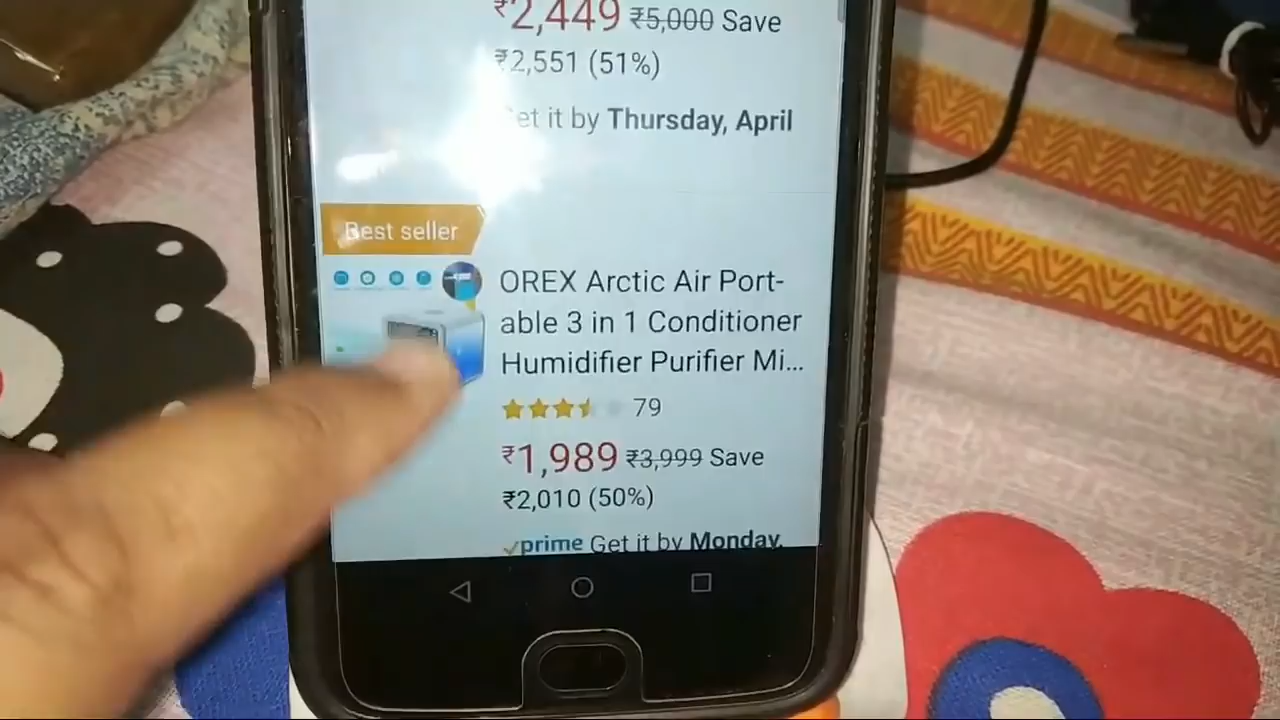 ₹2,449 ₹5,000 Save
₹2,551 (51%)
Get it by Thursday, April
Best seller
OREX Arctic Air Port-
able 3 in 1 Conditioner
Humidifier Purifier Mi...
79
₹1,989 ₹3,999 Save
₹2,010 (50%)
prime Get it by Monday,